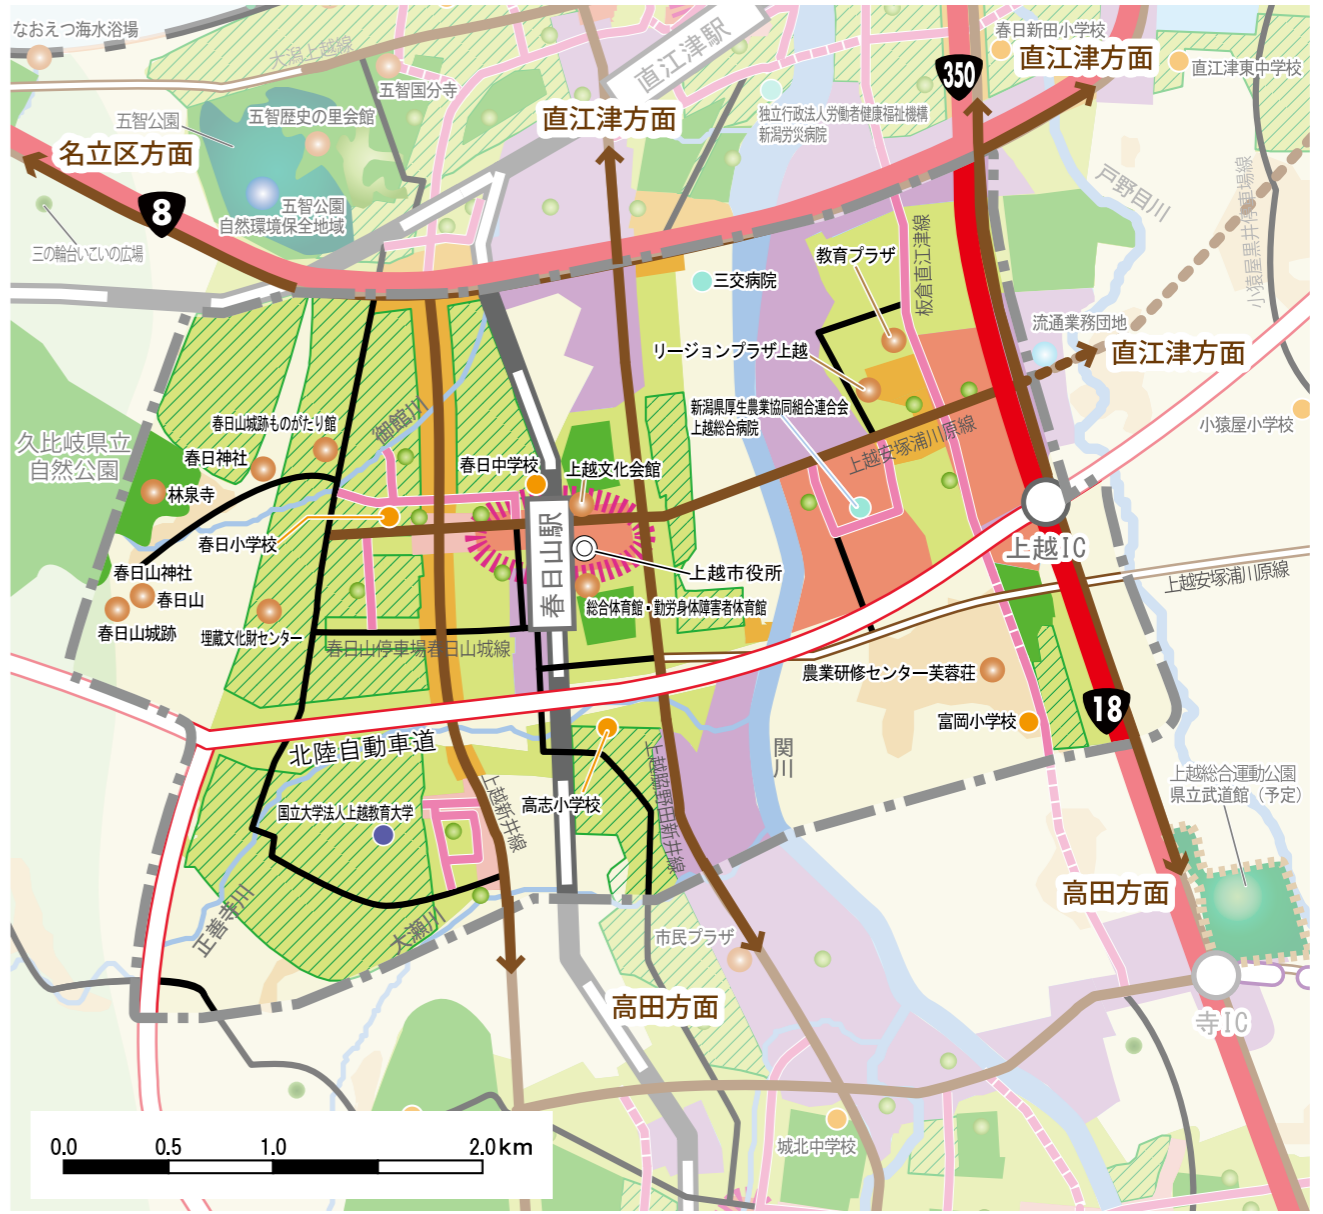 なおえつ海水浴場
大潟上越線
五智国分寺
直江津駅
350
春日新田小学校
直江津方面
直江津東中学校
五智公園
五智歴史の里会館
直江津方面
独立行政法人労働者健康福祉機構
新潟労災病院
名立区方面
8
五智公園
自然環境保全地域
三の輪台いこいの広場
戸野目川
小猿屋黒井停車場線
三交病院
教育プラザ
板倉直江津線
流通業務団地
直江津方面
リージョンプラザ上越
新潟県厚生農業協同組合連合会
上越総合病院
上越安塚浦川原線
小猿屋小学校
久比岐県立
自然公園
春日山城跡ものがたり館
御館川
春日神社
林泉寺
春日中学校
上越文化会館
春日小学校
春日山駅
上越IC
春日山神社
春日山
春日山城跡
埋蔵文化財センター
上越市役所
総合体育館・勤労身体障害者体育館
上越安塚浦川原線
春日山停車場春日山城線
農業研修センター芙蓉荘
富岡小学校
18
北陸自動車道
関川
上越脇野田新井線
上越新井線
高志小学校
国立大学法人上越教育大学
上越総合運動公園
県立武道館（予定）
正善寺川
大瀬川
高田方面
市民プラザ
高田方面
寺IC
城北中学校
0.0
0.5
1.0
2.0km